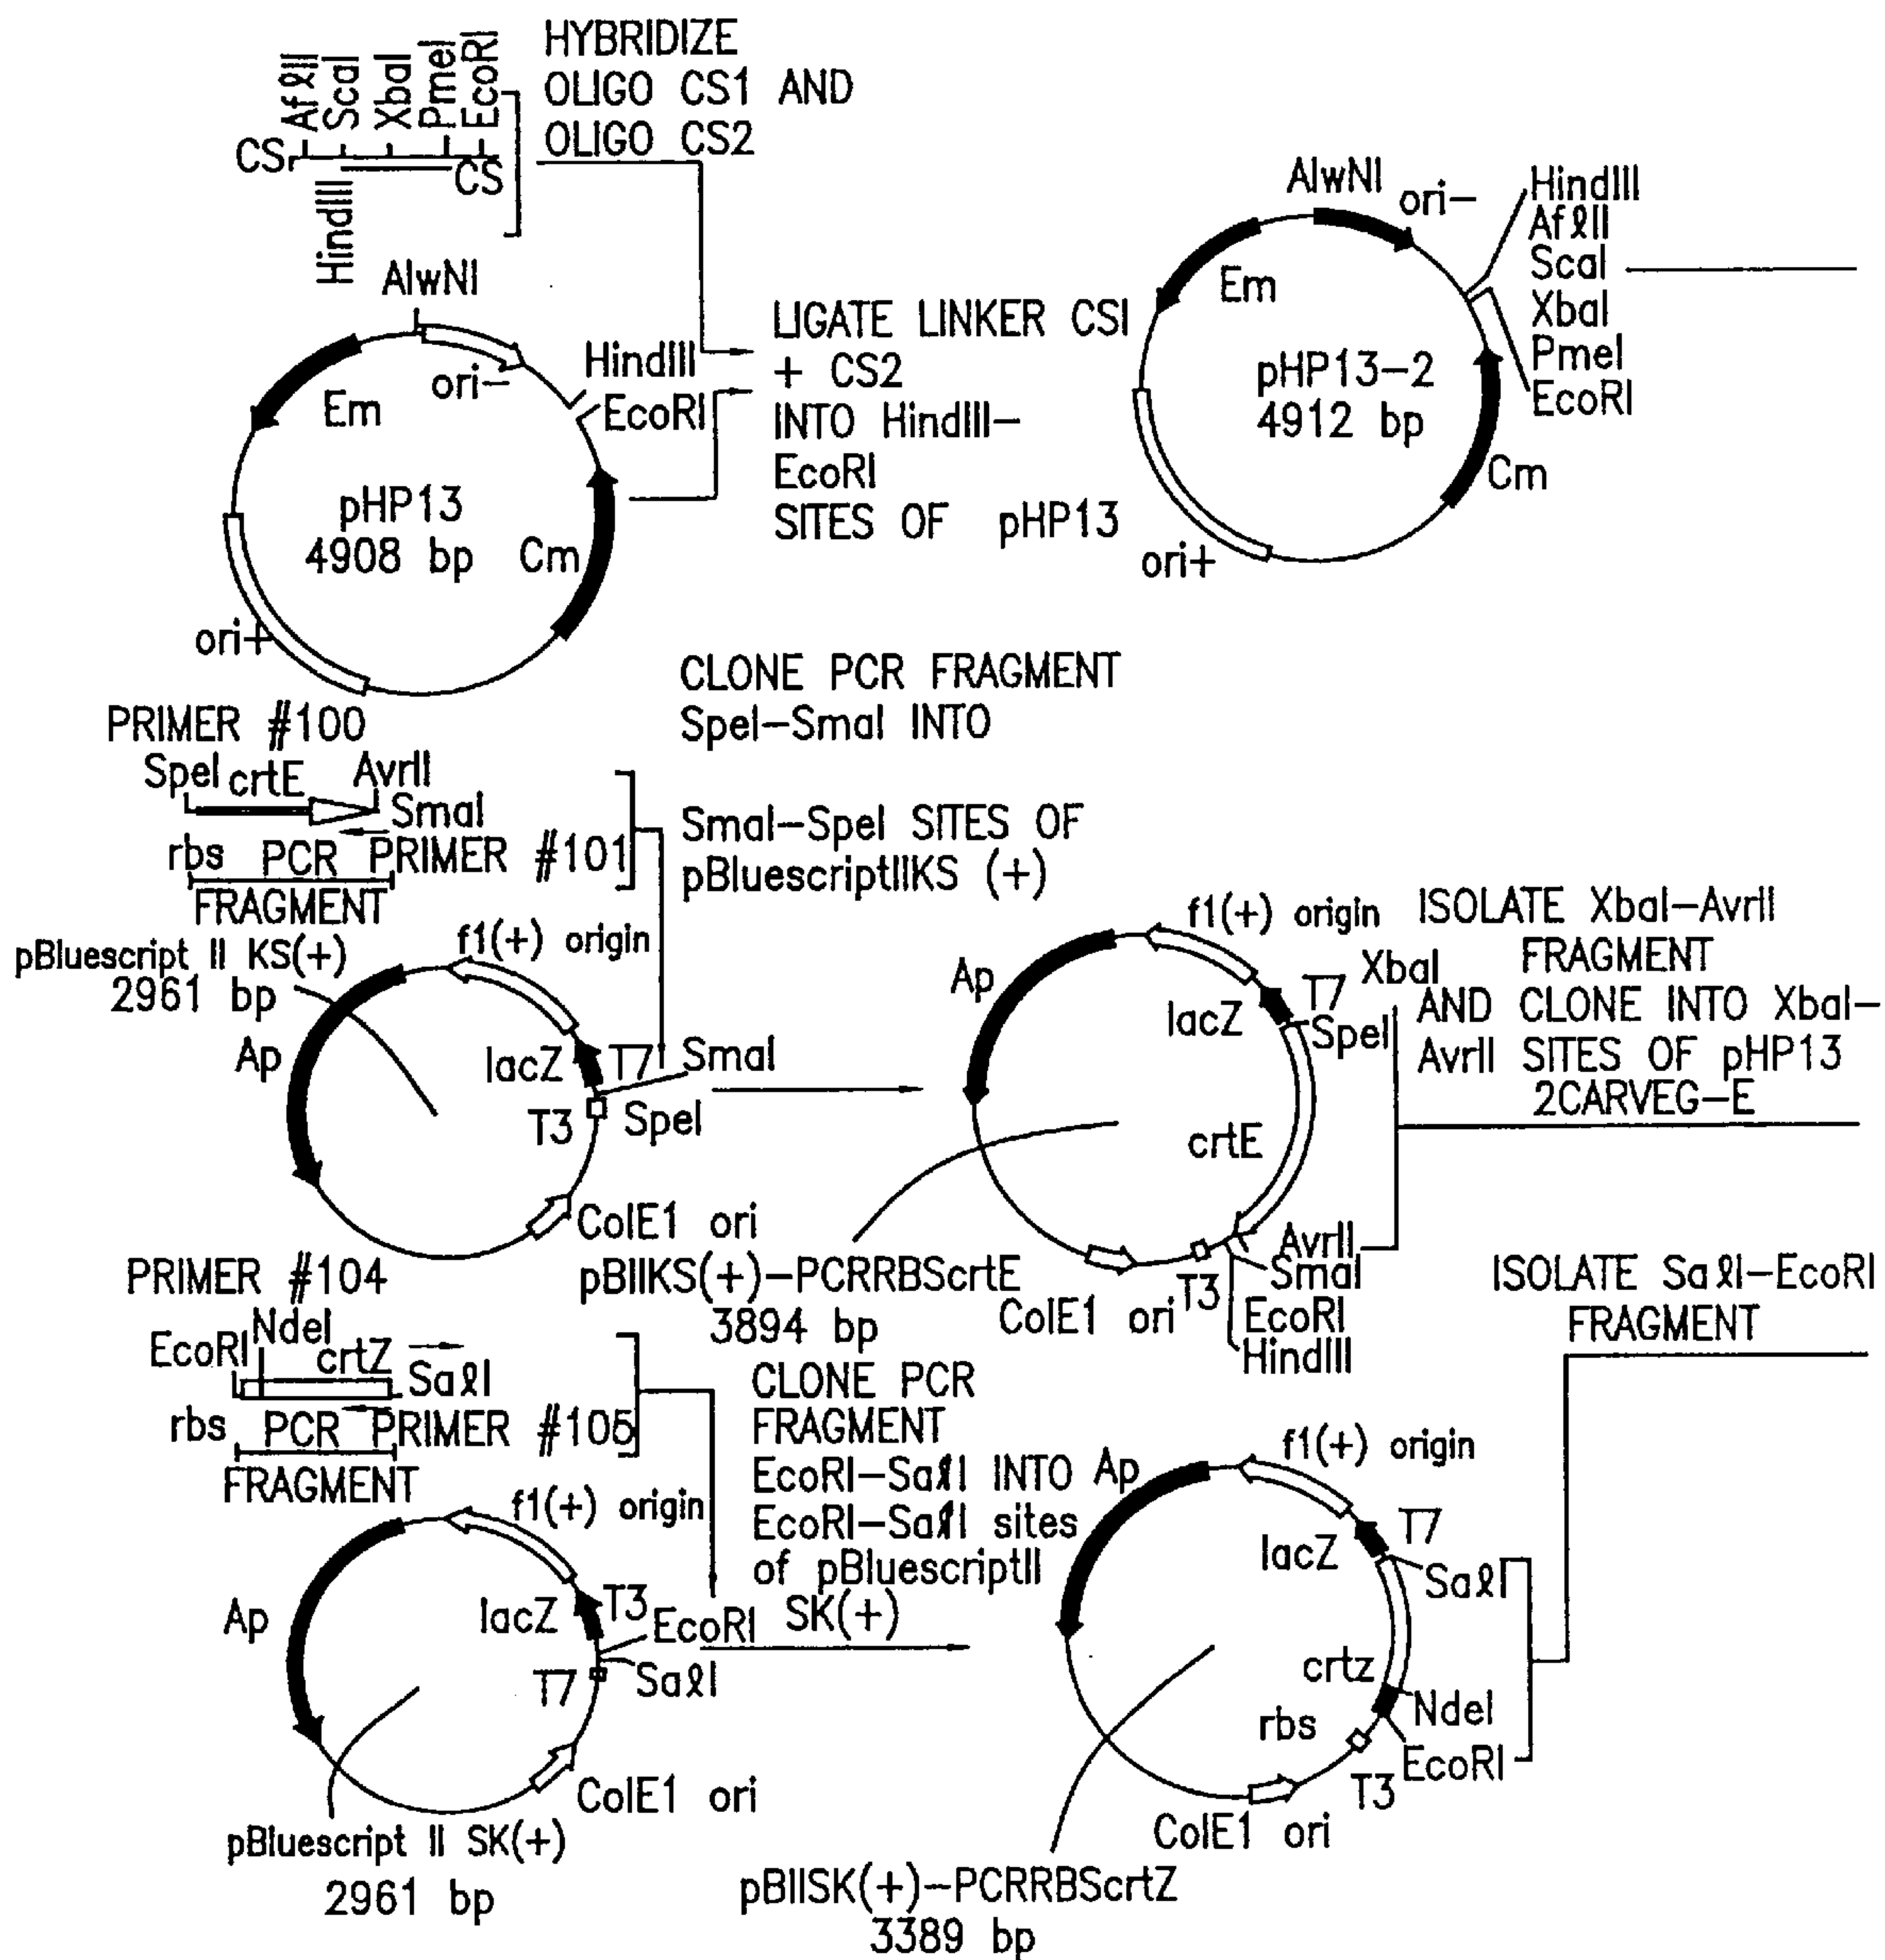 HYBRIDIZE
OLIGO CS1 AND
OLIGO CS2
AflII
ScaI
XbaI
PmeI
EcoRI
CS
CS
HindIII
AlwNI
ori-
HindIII
EcoRI
Em
pHP13
4908 bp
Cm
ori+
LIGATE LINKER CSI
+ CS2
INTO HindIII-
EcoRI
SITES OF pHP13
AlwNI
ori-
HindIII
AflII
ScaI
XbaI
PmeI
EcoRI
Em
pHP13-2
4912 bp
Cm
ori+
PRIMER #100
SpeI crtE AvrII
SmaI
rbs PCR PRIMER #101
FRAGMENT
CLONE PCR FRAGMENT
SpeI-SmaI INTO
SmaI-SpeI SITES OF
pBluescriptIIKS (+)
pBluescript II KS(+)
2961 bp
f1(+) origin
Ap
lacZ
T7
SmaI
T3
SpeI
ColE1 ori
f1(+) origin
Ap
lacZ
T7
XbaI
SpeI
crtE
AvrII
SmaI
EcoRI
HindIII
T3
ColE1 ori
pBIIKS(+)-PCRRBScrtE
3894 bp
ISOLATE XbaI-AvrII
FRAGMENT
AND CLONE INTO XbaI-
AvrII SITES OF pHP13
2CARVEG-E
PRIMER #104
EcoRI NdeI crtZ
SalI
rbs PCR PRIMER #105
FRAGMENT
CLONE PCR
FRAGMENT
EcoRI-SalI INTO
EcoRI-SalI sites
of pBluescriptII
SK(+)
f1(+) origin
Ap
lacZ
T3
EcoRI
T7
SalI
ColE1 ori
pBluescript II SK(+)
2961 bp
f1(+) origin
Ap
lacZ
T7
SalI
crtz
NdeI
rbs
EcoRI
T3
ColE1 ori
pBIISK(+)-PCRRBScrtZ
3389 bp
ISOLATE SalI-EcoRI
FRAGMENT